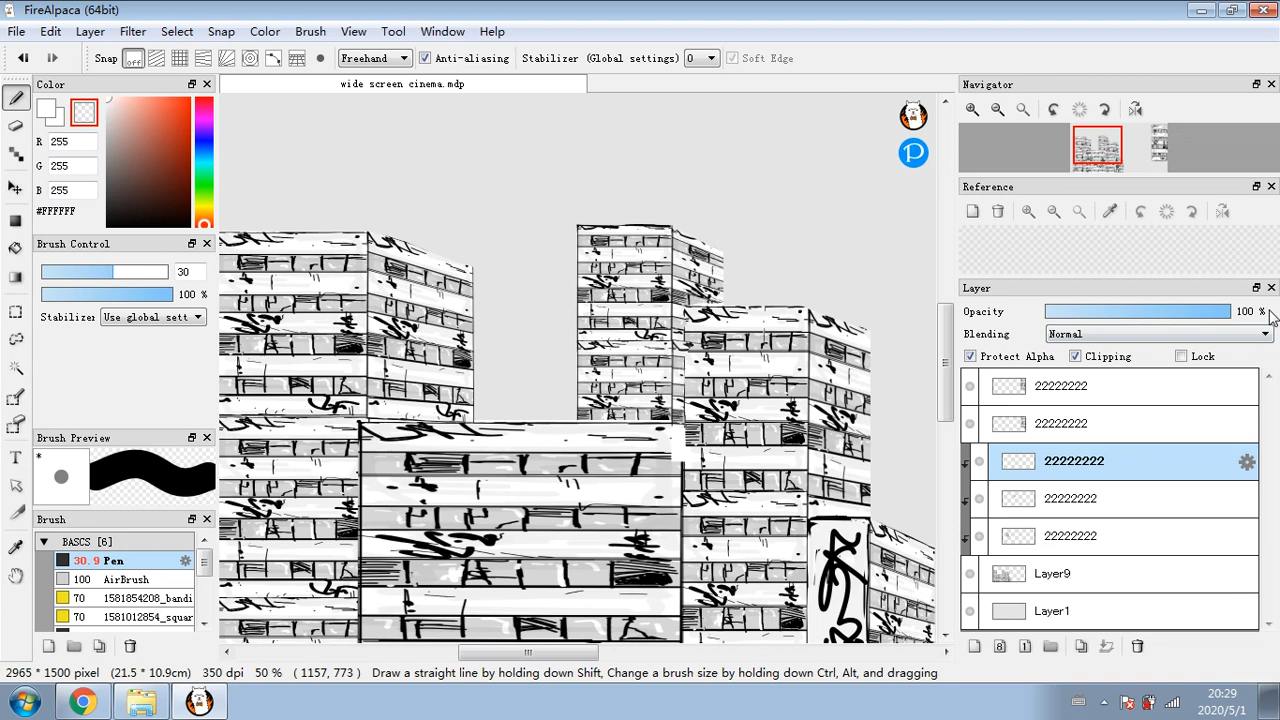 FireAlpaca (64bit)
File Edit Layer Filter Select Snap Color Brush View Tool Window Help
Snap off Freehand Anti-aliasing Stabilizer (Global settings) 0 Soft Edge
Color
R 255
G 255
B 255
#FFFFFF
Brush Control
30
100 %
Stabilizer Use global sett
Brush Preview
*
Brush
BASCS [6]
30.9 Pen
100 AirBrush
70 1581854208_bandi
70 1581012854_squar
wide screen cinema.mdp
P
Navigator
Reference
Layer
Opacity 100 %
Blending Normal
Protect Alpha Clipping Lock
22222222
22222222
22222222
22222222
22222222
Layer9
Layer1
8 1
2965 * 1500 pixel (21.5 * 10.9cm) 350 dpi 50 % ( 1157, 773 ) Draw a straight line by holding down Shift, Change a brush size by holding down Ctrl, Alt, and dragging
20:29
2020/5/1